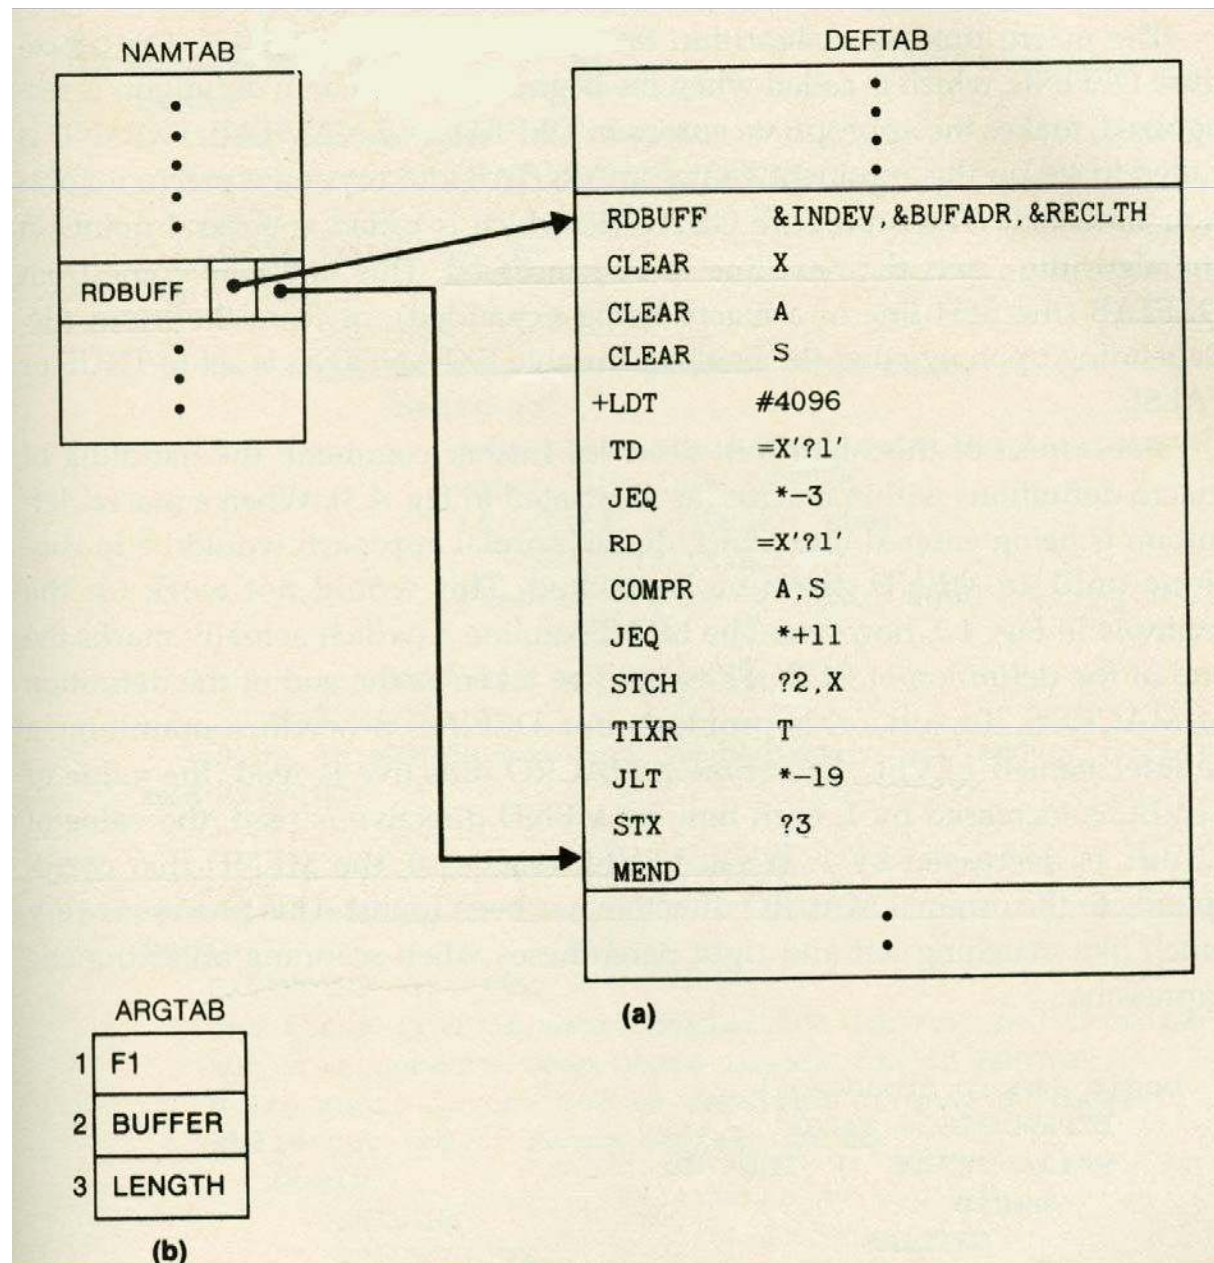 NAMTAB
RDBUFF
DEFTAB
RDBUFF &INDEV,&BUFADR,&RECLTH
CLEAR X
CLEAR A
CLEAR S
+LDT #4096
TD =X'?1'
JEQ *−3
RD =X'?1'
COMPR A,S
JEQ *+11
STCH ?2,X
TIXR T
JLT *−19
STX ?3
MEND
(a)
ARGTAB
1 F1
2 BUFFER
3 LENGTH
(b)